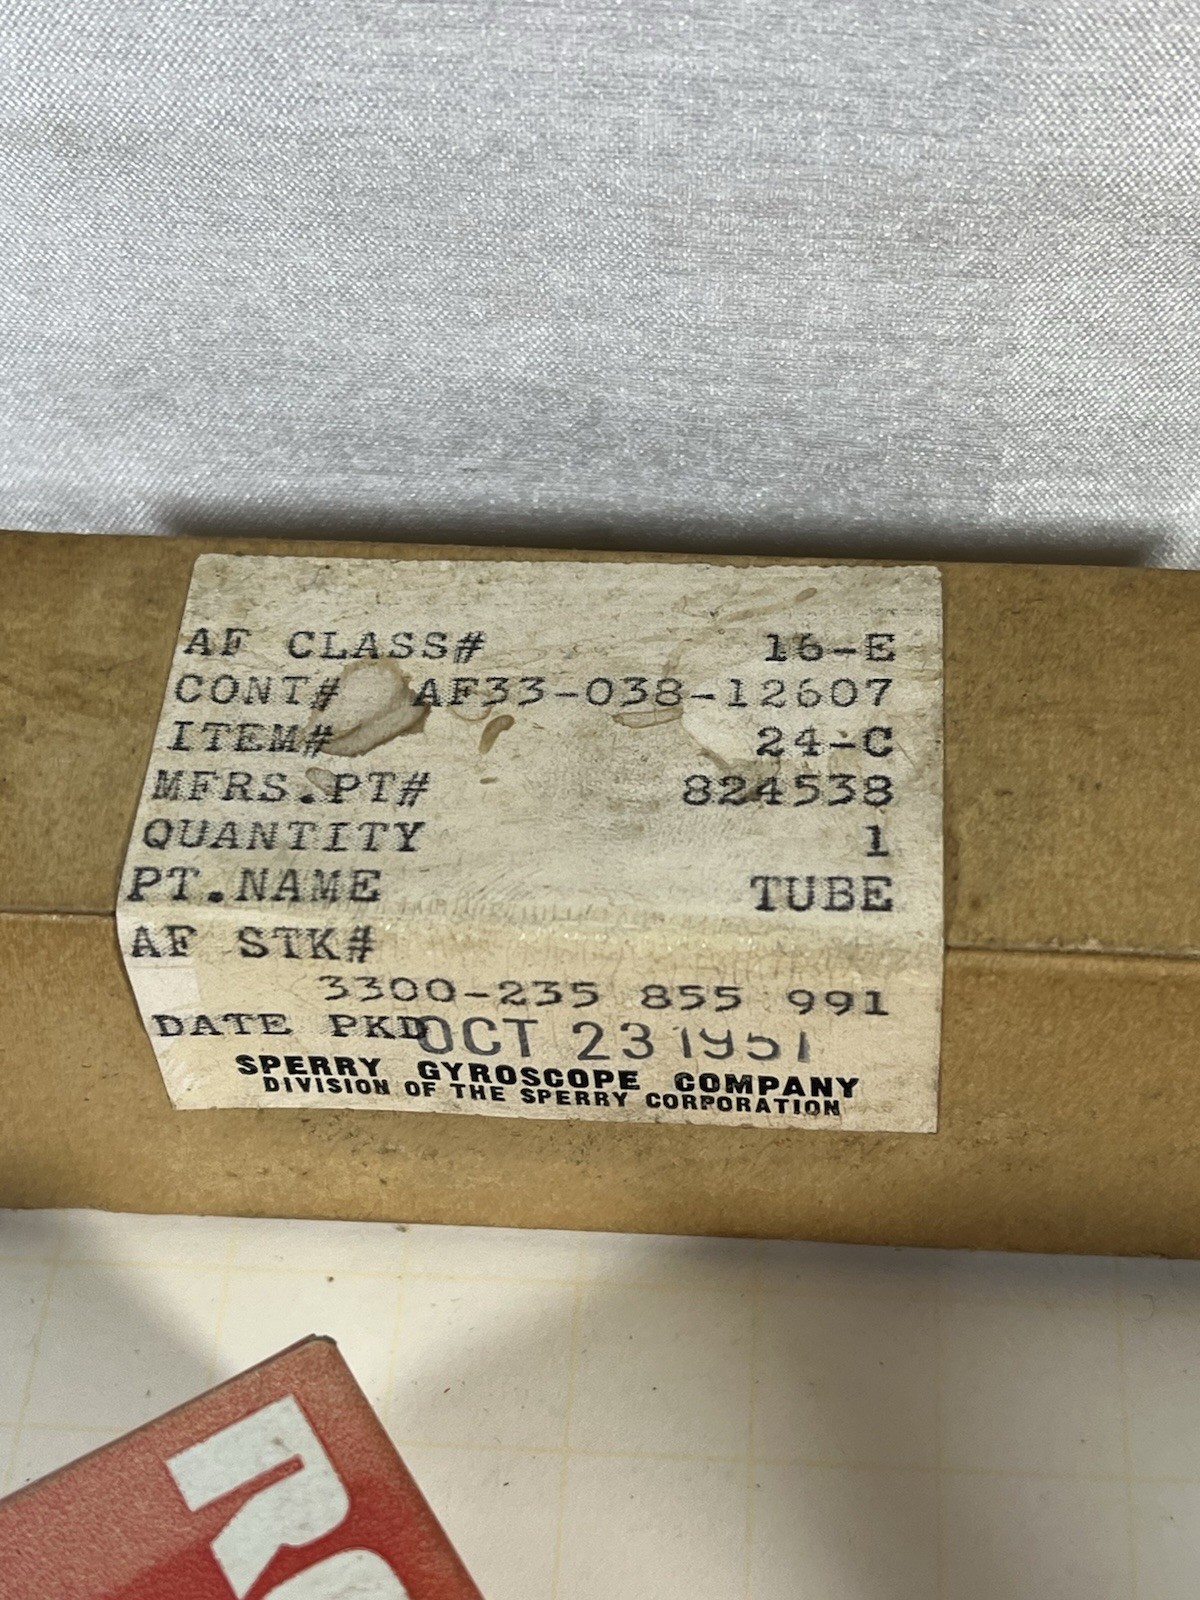 AF CLASS# 16-E
CONT# AF33-038-12607
ITEM# 24-C
MFRS.PT# 824538
QUANTITY 1
PT.NAME TUBE
AF STK#
3300-235 855 991
DATE PKD OCT 23 1951
SPERRY GYROSCOPE COMPANY
DIVISION OF THE SPERRY CORPORATION